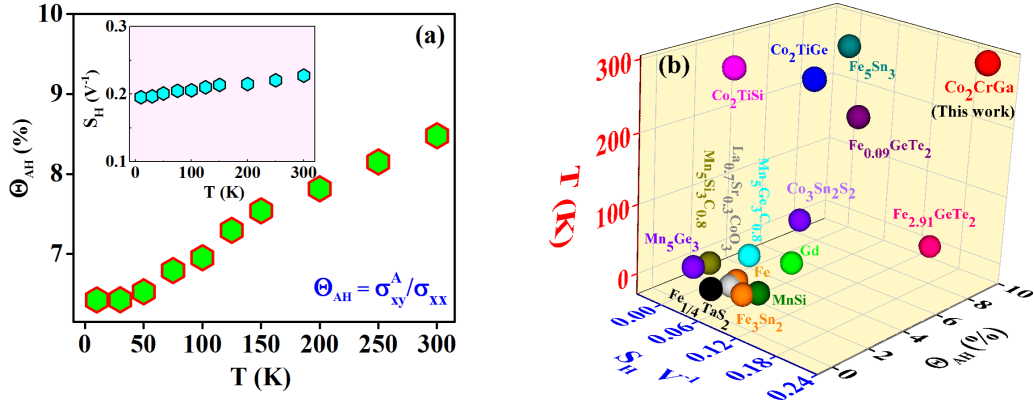 (a)
10
9
8
7
Θ_AH (%)
0 50 100 150 200 250 300
T (K)
Θ_AH = σ^A_xy/σ_xx
0.3
0.2
0.1
S_H (V^-1)
0 100 200 300
T (K)
(b)
300
200
100
0
T (K)
0.00
0.06
0.12
0.18
0.24
S_H V^-1
0
2
4
6
8
10
Θ_AH (%)
Co2TiSi
Co2TiGe
Fe5Sn3
Co2CrGa
(This work)
Fe0.09GeTe2
Mn5Si3C0.8
La0.7Sr0.3CoO3
Mn5Ge3C0.8
Co3Sn2S2
Fe2.91GeTe2
Mn5Ge3
Gd
Fe
MnSi
Fe1/4TaS2
Fe3Sn2